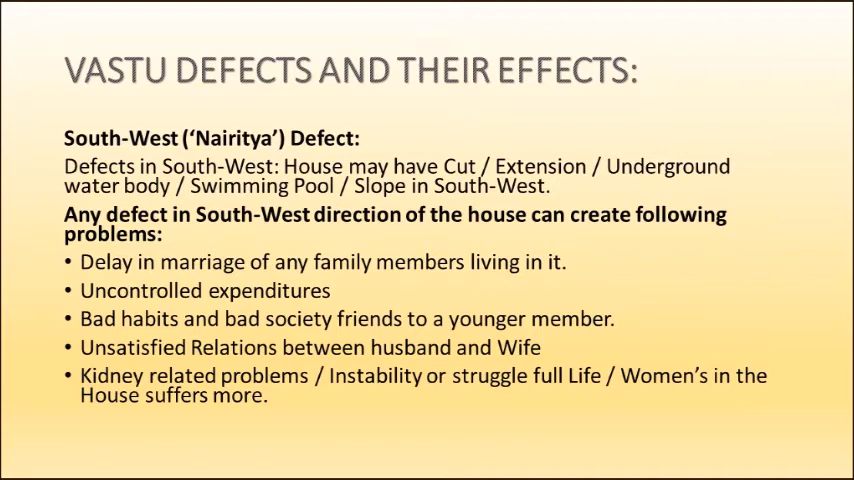 VASTU DEFECTS AND THEIR EFFECTS:
South-West (‘Nairitya’) Defect:
Defects in South-West: House may have Cut / Extension / Underground
water body / Swimming Pool / Slope in South-West.
Any defect in South-West direction of the house can create following
problems:
• Delay in marriage of any family members living in it.
• Uncontrolled expenditures
• Bad habits and bad society friends to a younger member.
• Unsatisfied Relations between husband and Wife
• Kidney related problems / Instability or struggle full Life / Women’s in the
House suffers more.